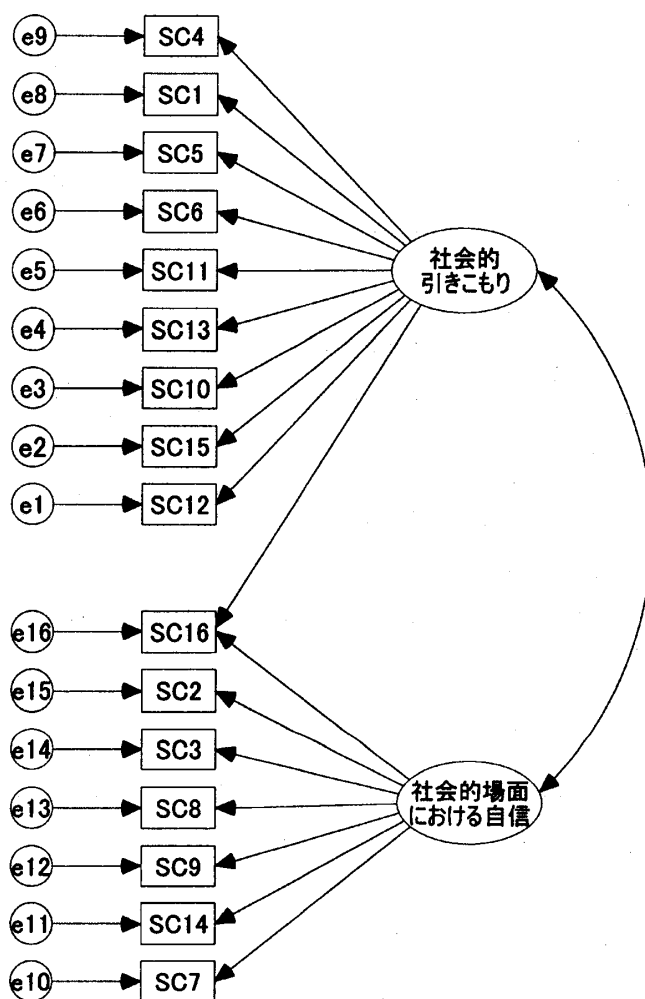 e9 SC4
e8 SC1
e7 SC5
e6 SC6
社会的
引きこもり
e5 SC11
e4 SC13
e3 SC10
e2 SC15
e1 SC12
e16 SC16
e15 SC2
e14 SC3
社会的場面
における自信
e13 SC8
e12 SC9
e11 SC14
e10 SC7